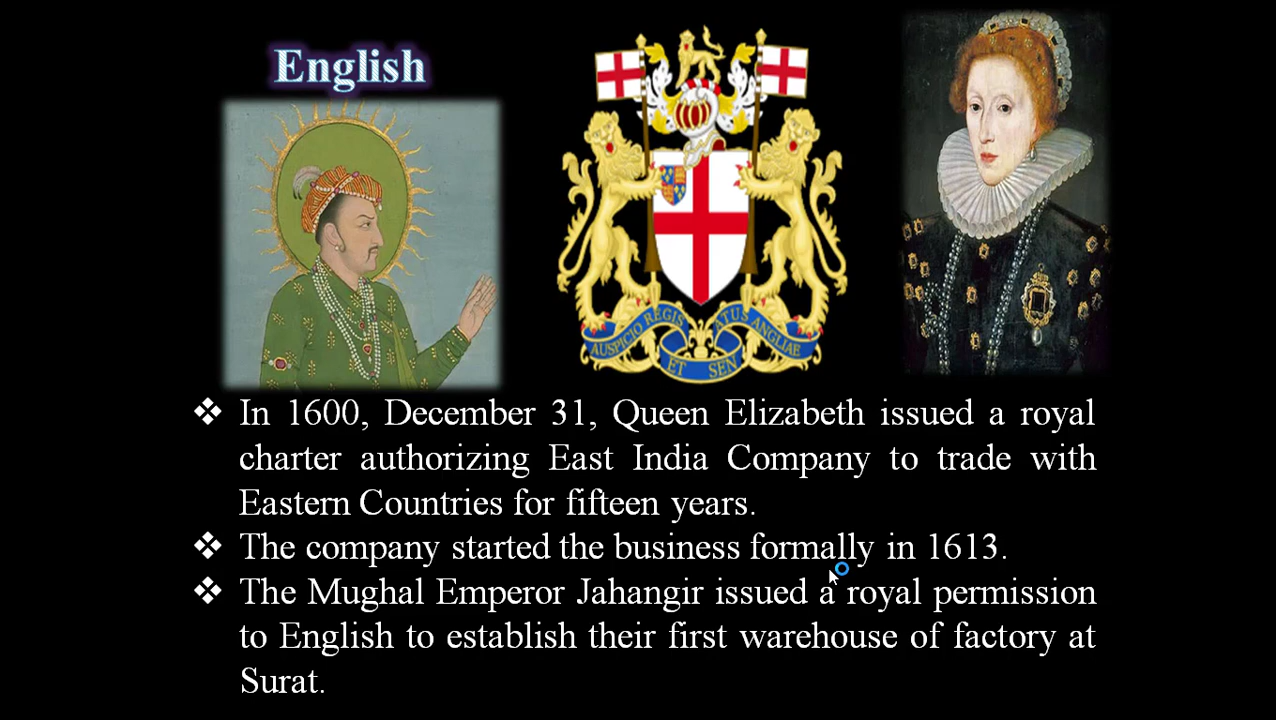 English
AUSPICIO REGIS
ET SEN
ATUS ANGLIAE
❖ In 1600, December 31, Queen Elizabeth issued a royal
charter authorizing East India Company to trade with
Eastern Countries for fifteen years.
❖ The company started the business formally in 1613.
❖ The Mughal Emperor Jahangir issued a royal permission
to English to establish their first warehouse of factory at
Surat.